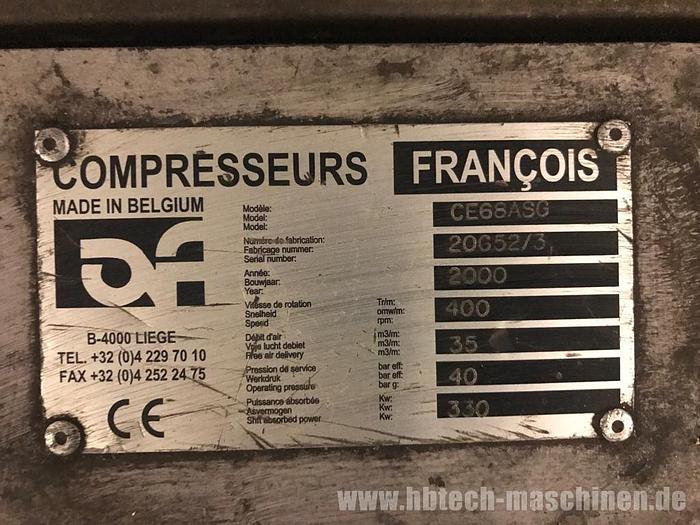 COMPRESSEURS FRANÇOIS
MADE IN BELGIUM
B-4000 LIEGE
TEL. +32 (0)4 229 70 10
FAX +32 (0)4 252 24 75
CE
Modèle:
Model:
Model:
CE68ASG
Numéro de fabrication:
Fabricage nummer:
Serial number:
20G52/3
Année:
Bouwjaar:
Year:
2000
Vitesse de rotation Tr/m:
Snelheid omw/m:
Speed rpm:
400
Débit d'air m3/m:
Vrije lucht debiet m3/m:
Free air delivery m3/m:
35
Pression de service bar eff:
Werkdruk bar eff:
Operating pressure bar g:
40
Puissance absorbée Kw:
Asvermogen Kw:
Shft absorbed power Kw:
330
www.hbtech-maschinen.de